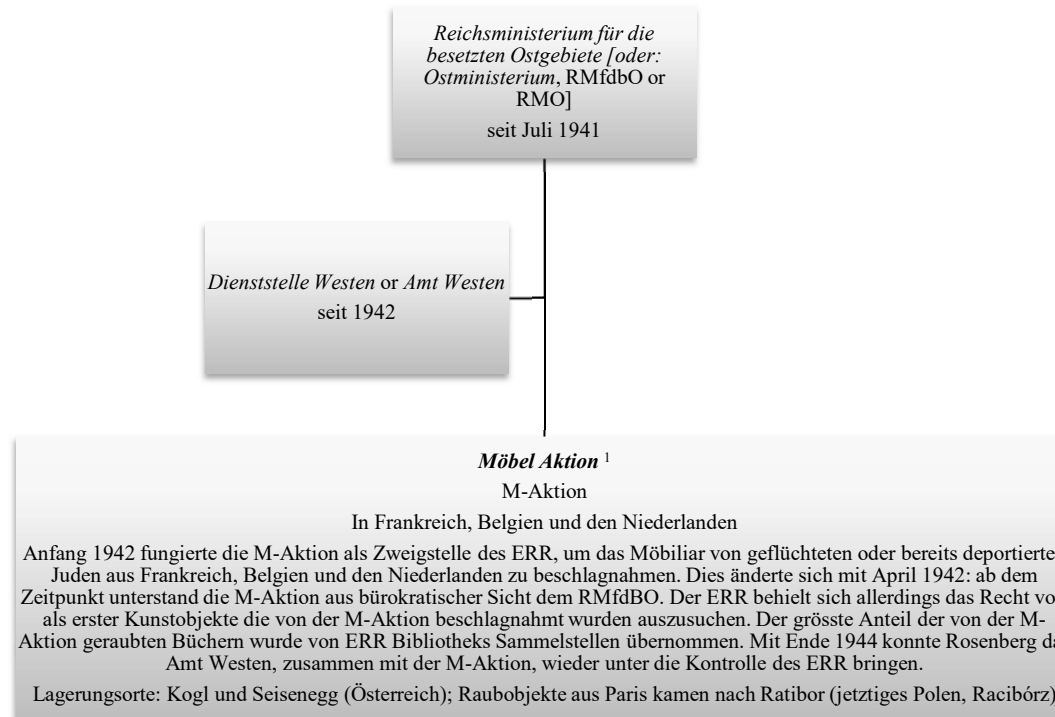 Reichsministerium für die
besetzten Ostgebiete [oder:
Ostministerium, RMfdbO or
RMO]
seit Juli 1941
Dienststelle Westen or Amt Westen
seit 1942
Möbel Aktion ¹
M-Aktion
In Frankreich, Belgien und den Niederlanden
Anfang 1942 fungierte die M-Aktion als Zweigstelle des ERR, um das Möbiliar von geflüchteten oder bereits deportierte
Juden aus Frankreich, Belgien und den Niederlanden zu beschlagnahmen. Dies änderte sich mit April 1942: ab dem
Zeitpunkt unterstand die M-Aktion aus bürokratischer Sicht dem RMfdBO. Der ERR behielt sich allerdings das Recht vo
als erster Kunstobjekte die von der M-Aktion beschlagnahmt wurden auszusuchen. Der grösste Anteil der von der M-
Aktion geraubten Büchern wurde von ERR Bibliotheks Sammelstellen übernommen. Mit Ende 1944 konnte Rosenberg da
Amt Westen, zusammen mit der M-Aktion, wieder unter die Kontrolle des ERR bringen.
Lagerungsorte: Kogl und Seisenegg (Österreich); Raubobjekte aus Paris kamen nach Ratibor (jetztiges Polen, Racibórz)